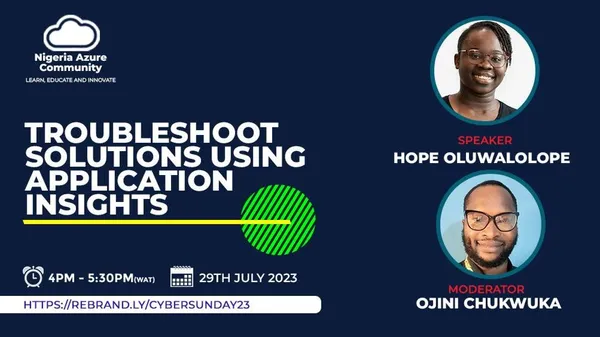 Nigeria Azure
Community
LEARN, EDUCATE AND INNOVATE
TROUBLESHOOT
SOLUTIONS USING
APPLICATION
INSIGHTS
4PM - 5:30PM(WAT)
29TH JULY 2023
HTTPS://REBRAND.LY/CYBERSUNDAY23
SPEAKER
HOPE OLUWALOLOPE
MODERATOR
OJINI CHUKWUKA